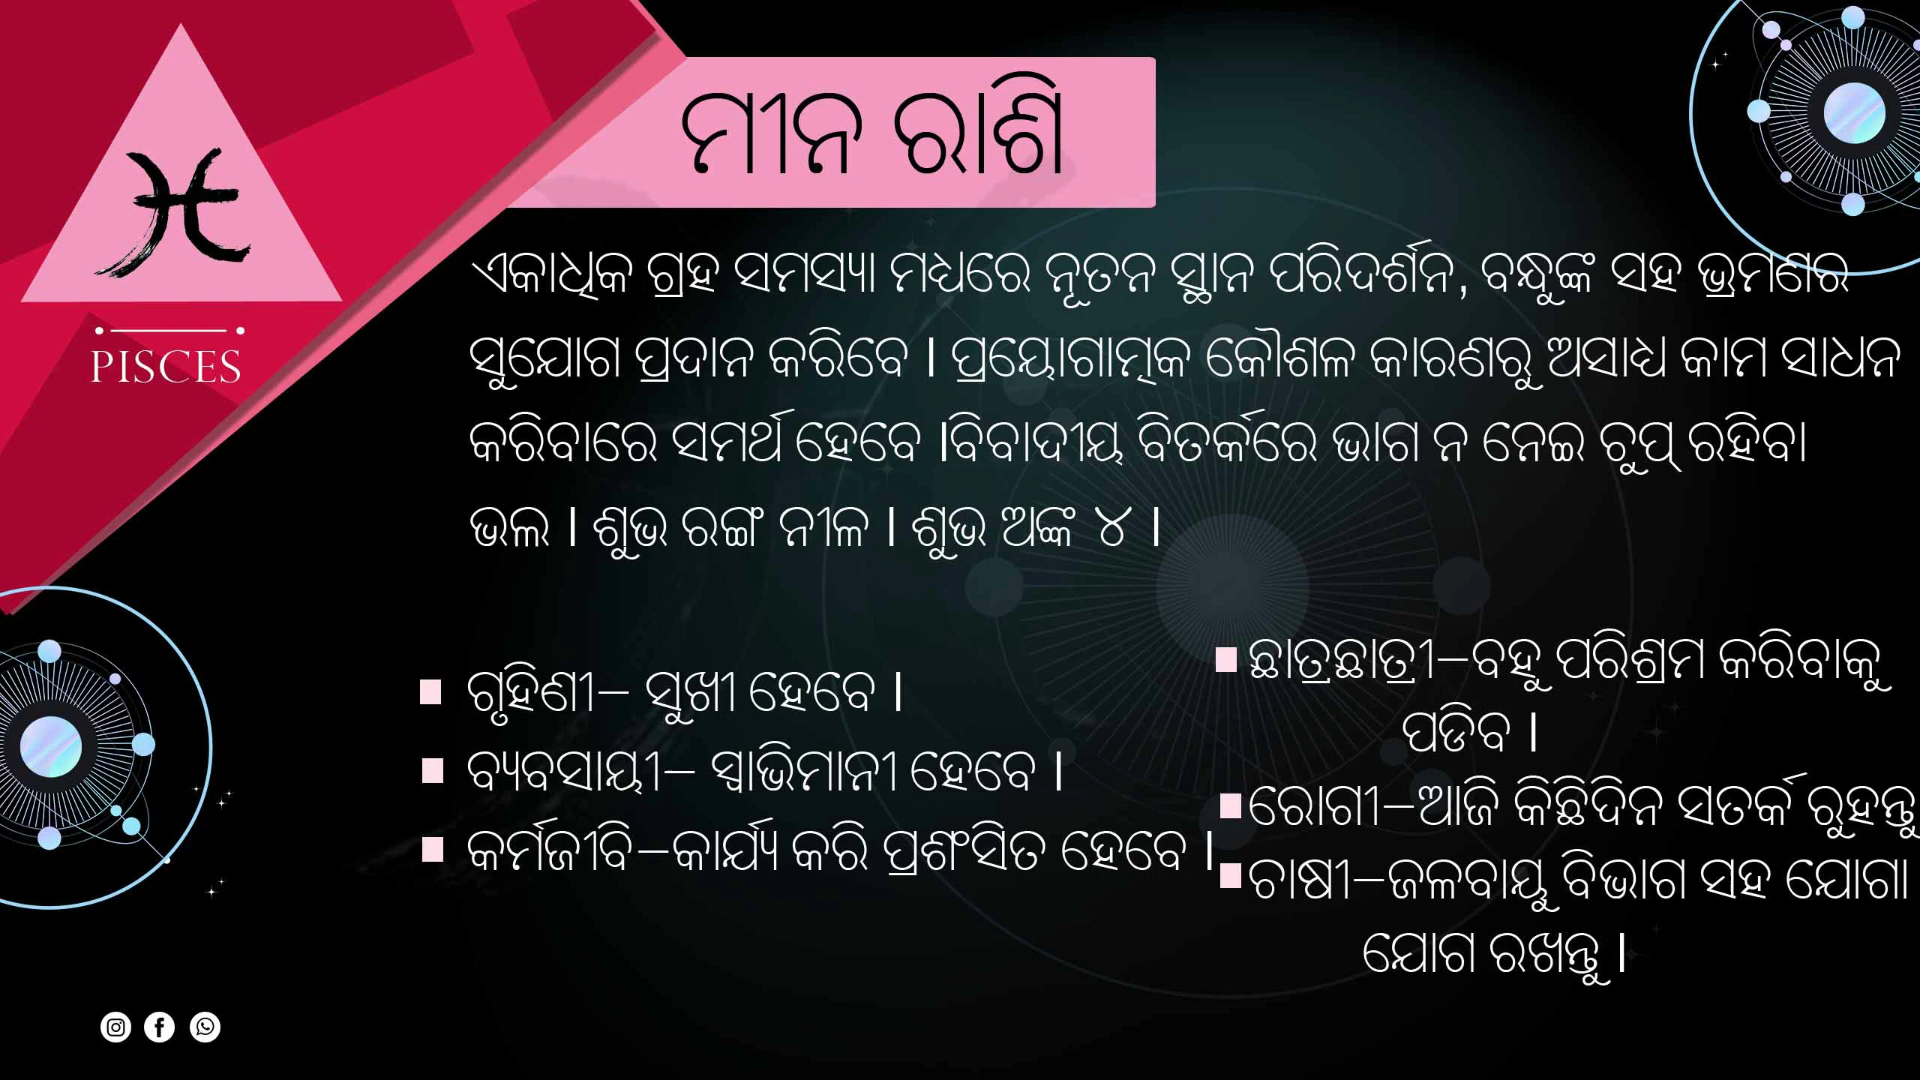 ମୀନ ରାଶି
PISCES
ଏକାଧିକ ଗ୍ରହ ସମସ୍ୟା ମଧ୍ୟରେ ନୂତନ ସ୍ଥାନ ପରିଦର୍ଶନ, ବନ୍ଧୁଙ୍କ ସହ ଭ୍ରମଣର
ସୁଯୋଗ ପ୍ରଦାନ କରିବେ । ପ୍ରୟୋଗାତ୍ମକ କୌଶଳ କାରଣରୁ ଅସାଧ୍ୟ କାମ ସାଧନ
କରିବାରେ ସମର୍ଥ ହେବେ ।ବିବାଦୀୟ ବିତର୍କରେ ଭାଗ ନ ନେଇ ଚୁପ୍ ରହିବା
ଭଲ । ଶୁଭ ରଙ୍ଗ ନୀଳ । ଶୁଭ ଅଙ୍କ ୪ ।
ଗୃହିଣୀ– ସୁଖୀ ହେବେ ।
ବ୍ୟବସାୟୀ– ସ୍ୱାଭିମାନୀ ହେବେ ।
କର୍ମଜୀବି–କାର୍ଯ୍ୟ କରି ପ୍ରଶଂସିତ ହେବେ ।
ଛାତ୍ରଛାତ୍ରୀ–ବହୁ ପରିଶ୍ରମ କରିବାକୁ
ପଡିବ ।
ରୋଗୀ–ଆଜି କିଛିଦିନ ସତର୍କ ରୁହନ୍ତୁ
ଚାଷୀ–ଜଳବାୟୁ ବିଭାଗ ସହ ଯୋଗା
ଯୋଗ ରଖନ୍ତୁ ।